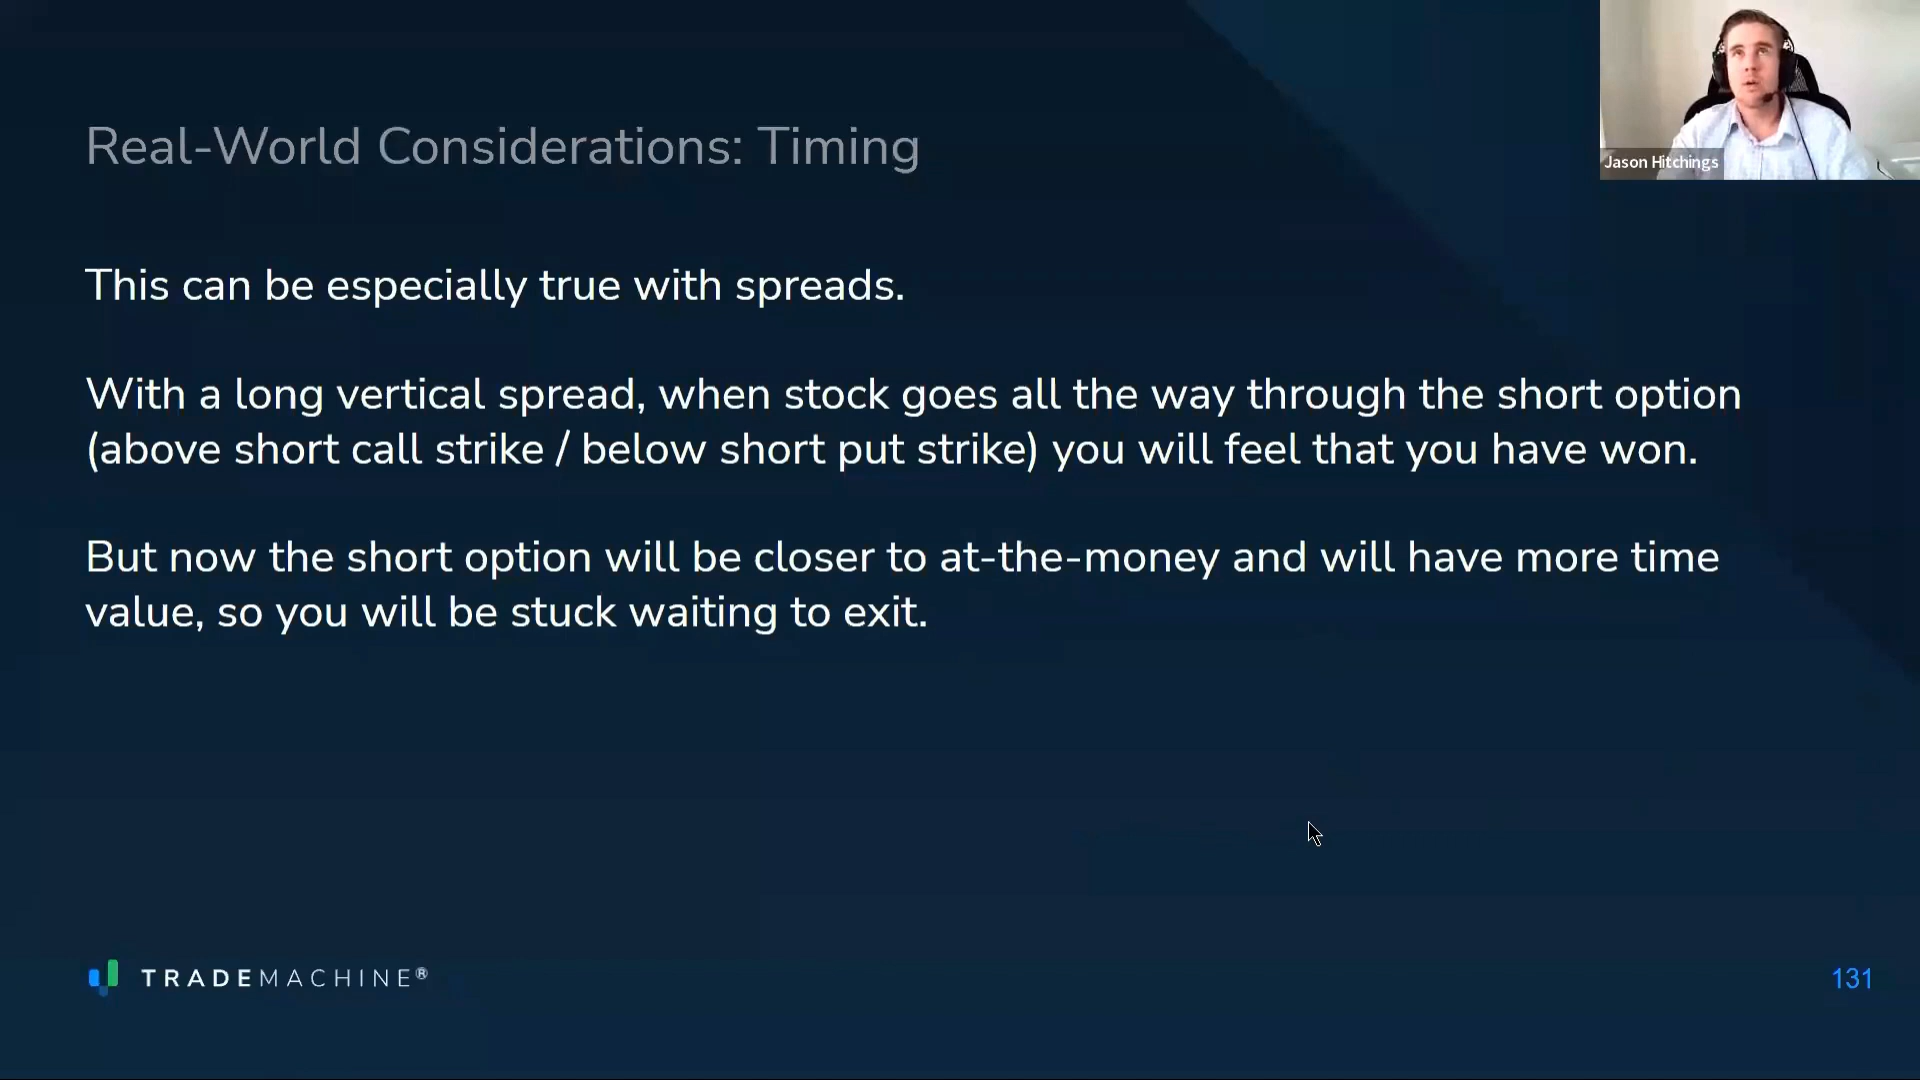 Jason Hitchings
Real-World Considerations: Timing
This can be especially true with spreads.
With a long vertical spread, when stock goes all the way through the short option
(above short call strike / below short put strike) you will feel that you have won.
But now the short option will be closer to at-the-money and will have more time
value, so you will be stuck waiting to exit.
TRADEMACHINE®
131